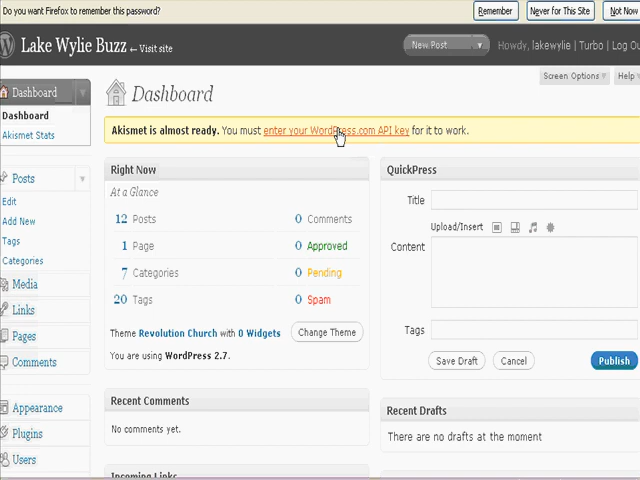 Do you want Firefox to remember this password?
Remember
Never for This Site
Not Now
Lake Wylie Buzz ← Visit site
New Post
Howdy, lakewylie | Turbo | Log Ou
Screen Options
Help
Dashboard
Dashboard
Akismet Stats
Posts
Edit
Add New
Tags
Categories
Media
Links
Pages
Comments
Appearance
Plugins
Users
Dashboard
Akismet is almost ready. You must enter your WordPress.com API key for it to work.
Right Now
At a Glance
12 Posts 0 Comments
1 Page 0 Approved
7 Categories 0 Pending
20 Tags 0 Spam
Theme Revolution Church with 0 Widgets
Change Theme
You are using WordPress 2.7.
Recent Comments
No comments yet.
Incoming Links
QuickPress
Title
Upload/Insert
Content
Tags
Save Draft
Cancel
Publish
Recent Drafts
There are no drafts at the moment